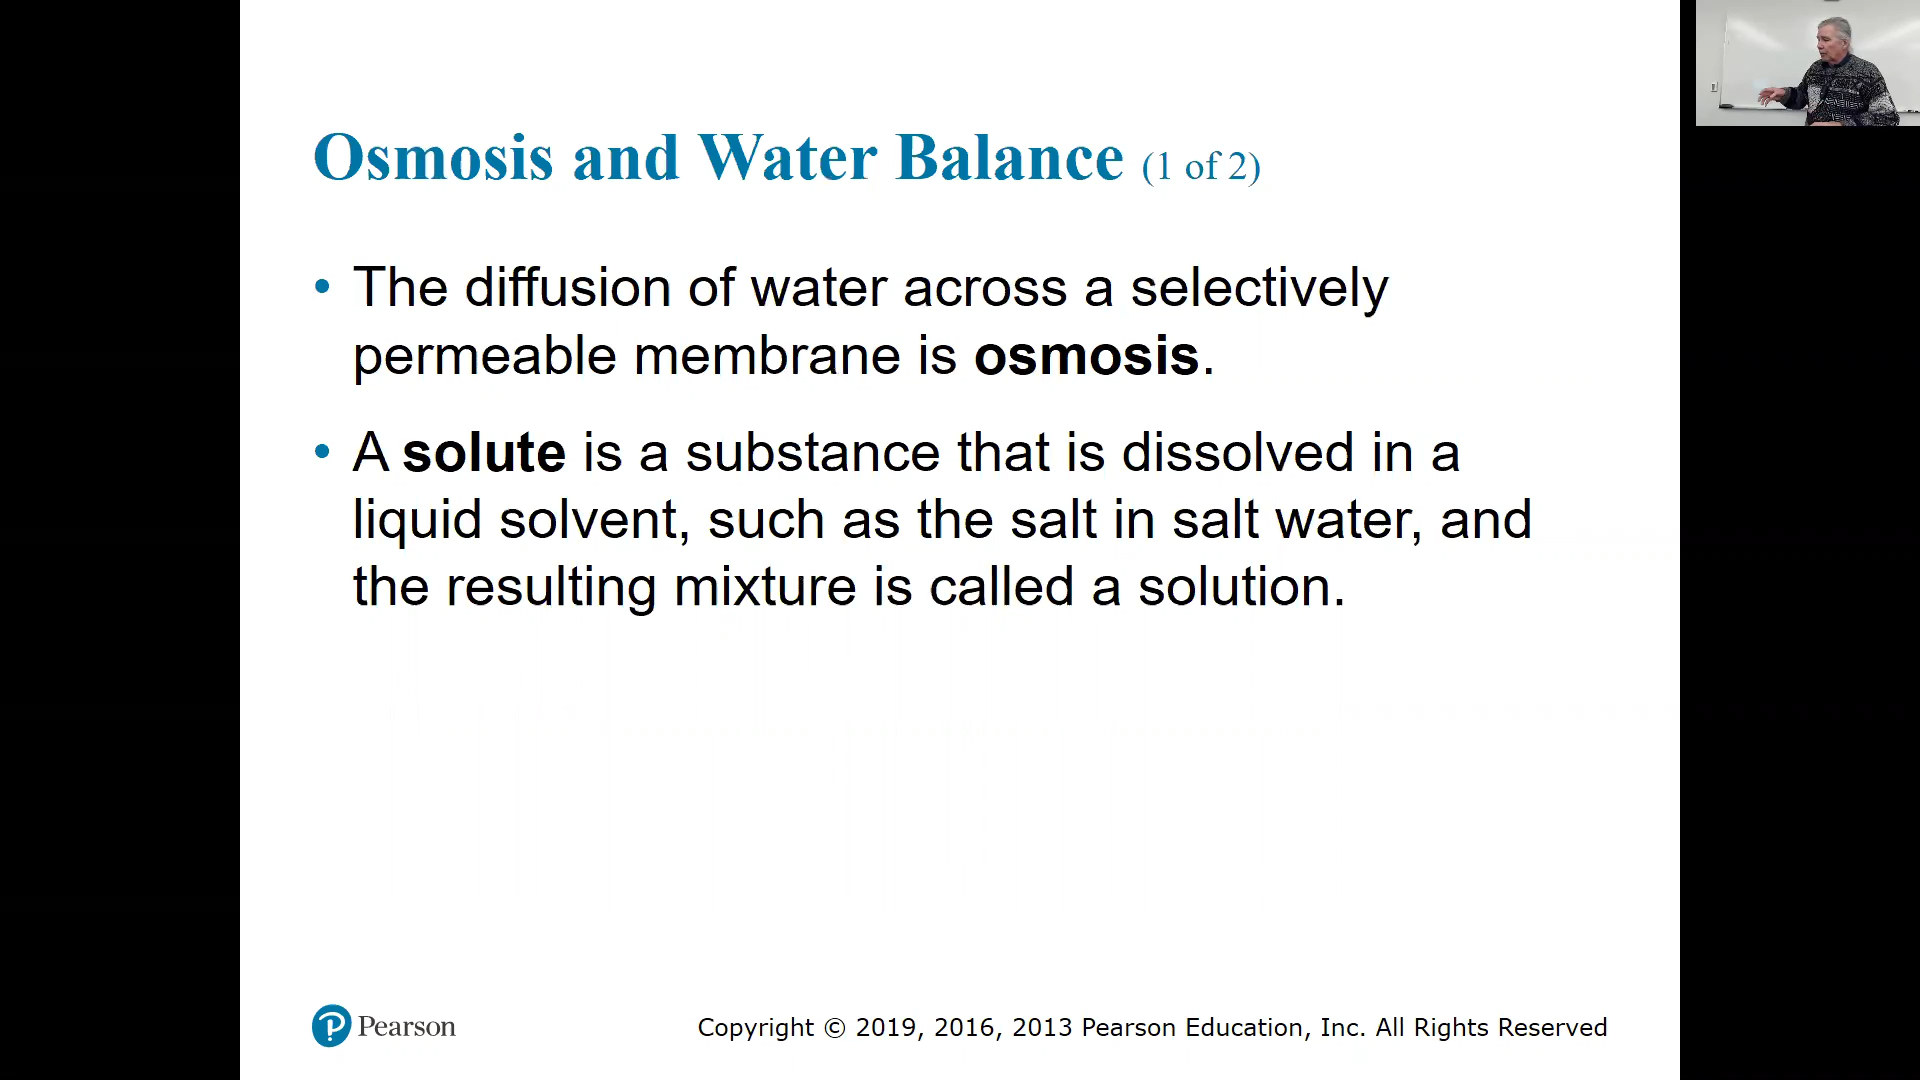 Osmosis and Water Balance (1 of 2)
• The diffusion of water across a selectively
permeable membrane is osmosis.
• A solute is a substance that is dissolved in a
liquid solvent, such as the salt in salt water, and
the resulting mixture is called a solution.
Pearson
Copyright © 2019, 2016, 2013 Pearson Education, Inc. All Rights Reserved